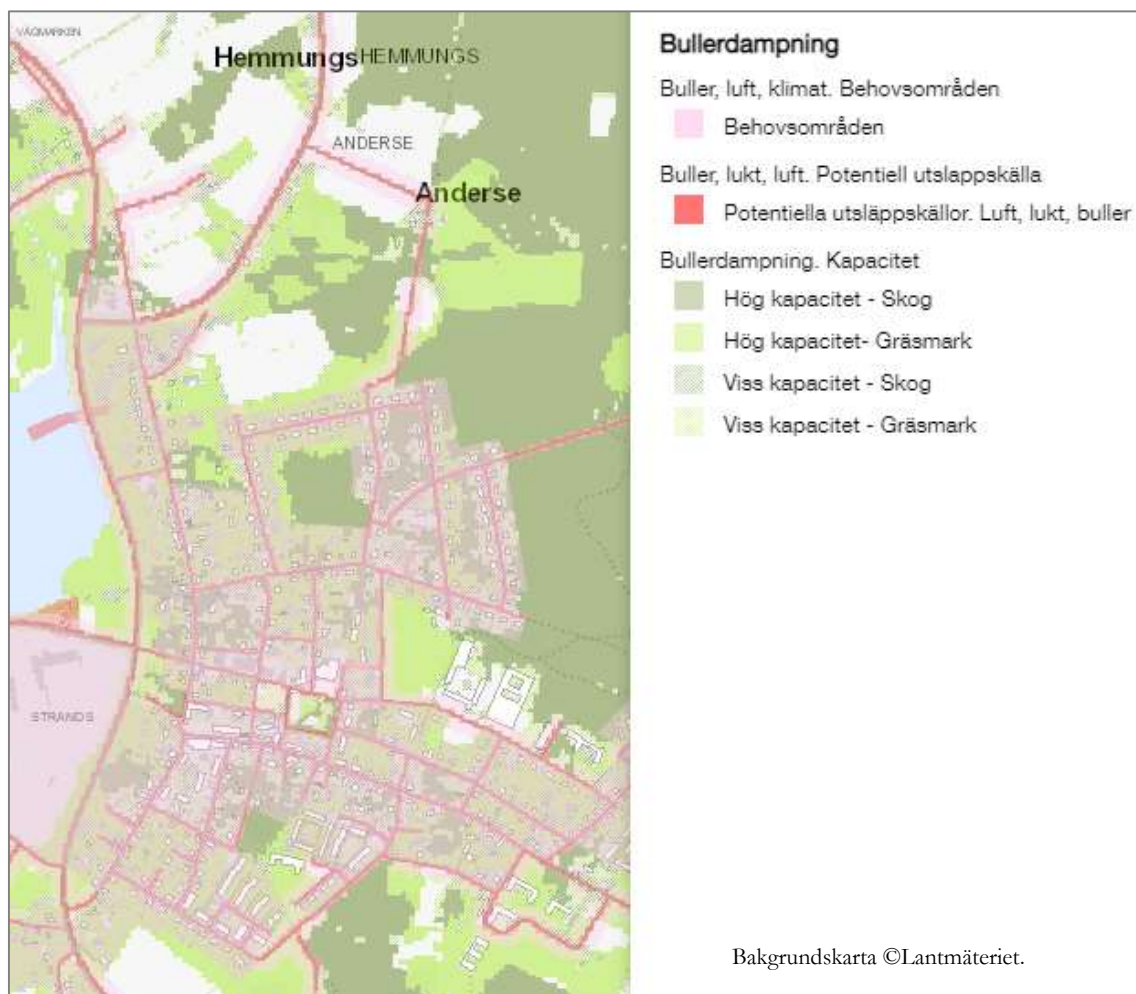 VÄGMARKEN
Hemmungs HEMMUNGS
ANDERSE
Anderse
STRANDS
Bullerdampning
Buller, luft, klimat. Behovsområden
Behovsområden
Buller, lukt, luft. Potentiell utslappskälla
Potentiella utsläppskällor. Luft, lukt, buller
Bullerdampning. Kapacitet
Hög kapacitet - Skog
Hög kapacitet- Gräsmark
Viss kapacitet - Skog
Viss kapacitet - Gräsmark
Bakgrundskarta ©Lantmäteriet.